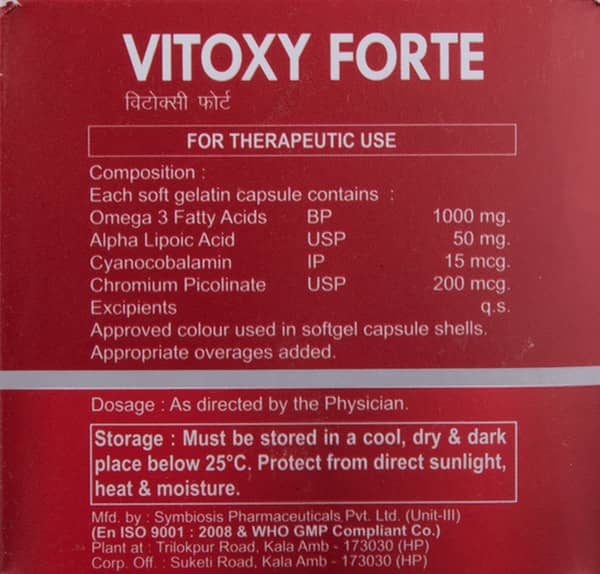 VITOXY FORTE
विटोक्सी फोर्ट
FOR THERAPEUTIC USE
Composition :
Each soft gelatin capsule contains :
Omega 3 Fatty Acids BP 1000 mg.
Alpha Lipoic Acid USP 50 mg.
Cyanocobalamin IP 15 mcg.
Chromium Picolinate USP 200 mcg.
Excipients q.s.
Approved colour used in softgel capsule shells.
Appropriate overages added.
Dosage : As directed by the Physician.
Storage : Must be stored in a cool, dry & dark
place below 25°C. Protect from direct sunlight,
heat & moisture.
Mfd. by : Symbiosis Pharmaceuticals Pvt. Ltd. (Unit-III)
(En ISO 9001 : 2008 & WHO GMP Compliant Co.)
Plant at : Trilokpur Road, Kala Amb - 173030 (HP)
Corp. Off. : Suketi Road, Kala Amb - 173030 (HP)